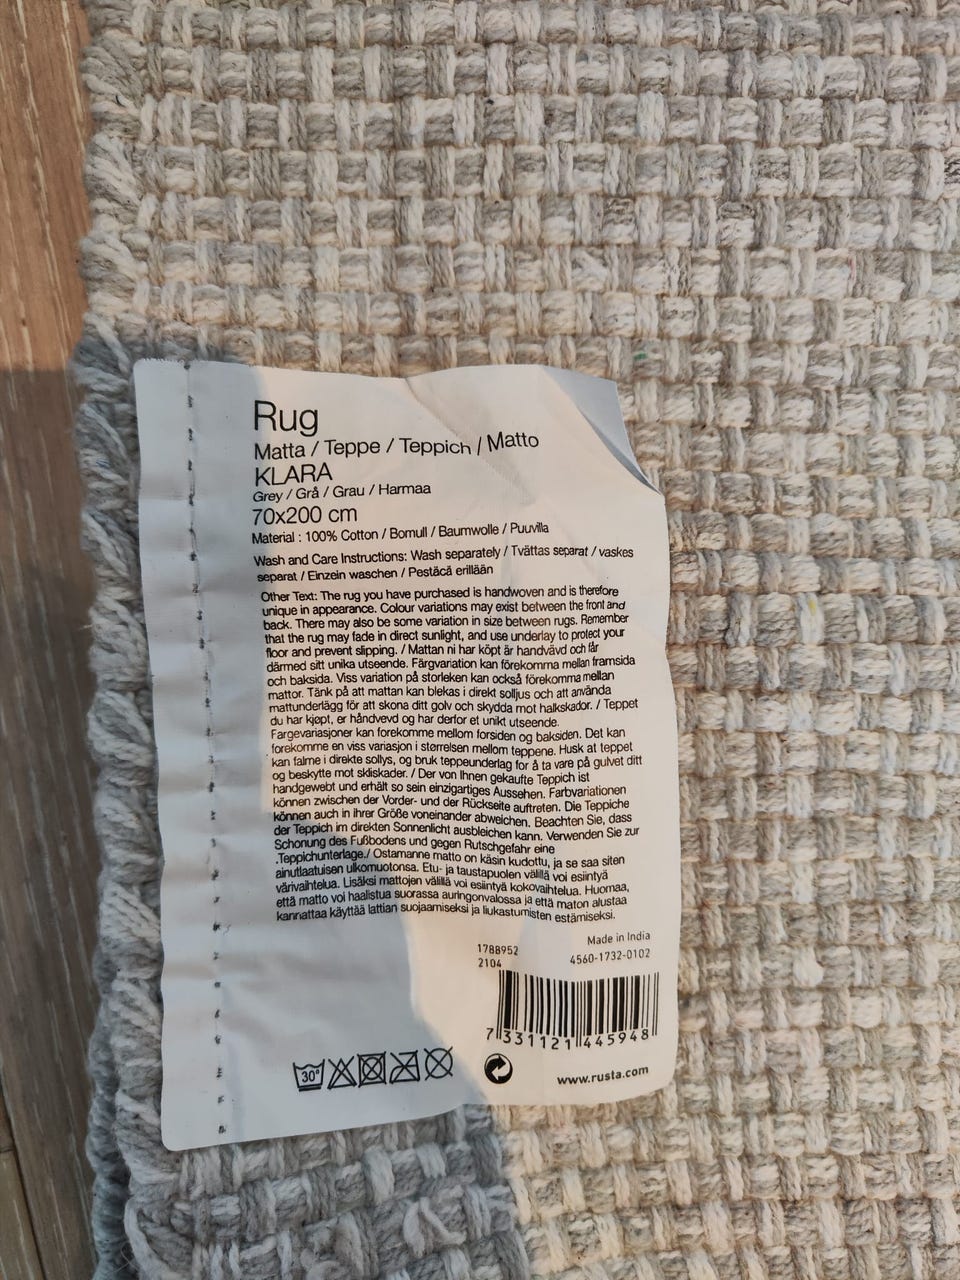 Rug
Matta / Teppe / Teppich / Matto
KLARA
Grey / Grå / Grau / Harmaa
70x200 cm
Material : 100% Cotton / Bomull / Baumwolle / Puuvilla
Wash and Care Instructions: Wash separately / Tvättas separat / vaskes
separat / Einzein waschen / Pestäcä erillään
Other Text: The rug you have purchased is handwoven and is therefore
unique in appearance. Colour variations may exist between the front and
back. There may also be some variation in size between rugs. Remember
that the rug may fade in direct sunlight, and use underlay to protect your
floor and prevent slipping. / Mattan ni har köpt är handvävd och får
därmed sitt unika utseende. Färgvariation kan förekomma mellan framsida
och baksida. Viss variation på storleken kan också förekomma mellan
mattor. Tänk på att mattan kan blekas i direkt solljus och att använda
mattunderlägg för att skona ditt golv och skydda mot halkskador. / Teppet
du har kjøpt, er håndvevd og har derfor et unikt utseende.
Fargevariasjoner kan forekomme mellom forsiden og baksiden. Det kan
forekomme en viss variasjon i størrelsen mellom teppene. Husk at teppet
kan falme i direkte sollys, og bruk teppeunderlag for å ta vare på gulvet ditt
og beskytte mot skliskader. / Der von Ihnen gekaufte Teppich ist
handgewebt und erhält so sein einzigartiges Aussehen. Farbvariationen
können zwischen der Vorder- und der Rückseite auftreten. Die Teppiche
können auch in ihrer Größe voneinander abweichen. Beachten Sie, dass
der Teppich im direkten Sonnenlicht ausbleichen kann. Verwenden Sie zur
Schonung des Fußbodens und gegen Rutschgefahr eine
.Teppichunterlage./ Ostamanne matto on käsin kudottu, ja se saa siten
ainutlaatuisen ulkomuotonsa. Etu- ja taustapuolen välillä voi esiintyä
värivaihtelua. Lisäksi mattojen välillä voi esiintyä kokovaihtelua. Huomaa,
että matto voi haalistua suorassa auringonvalossa ja että maton alustaa
kannattaa käyttää lattian suojaamiseksi ja liukastumisten estämiseksi.
1788952 Made in India
2104 4560-1732-0102
7 331121 445948
30°
www.rusta.com